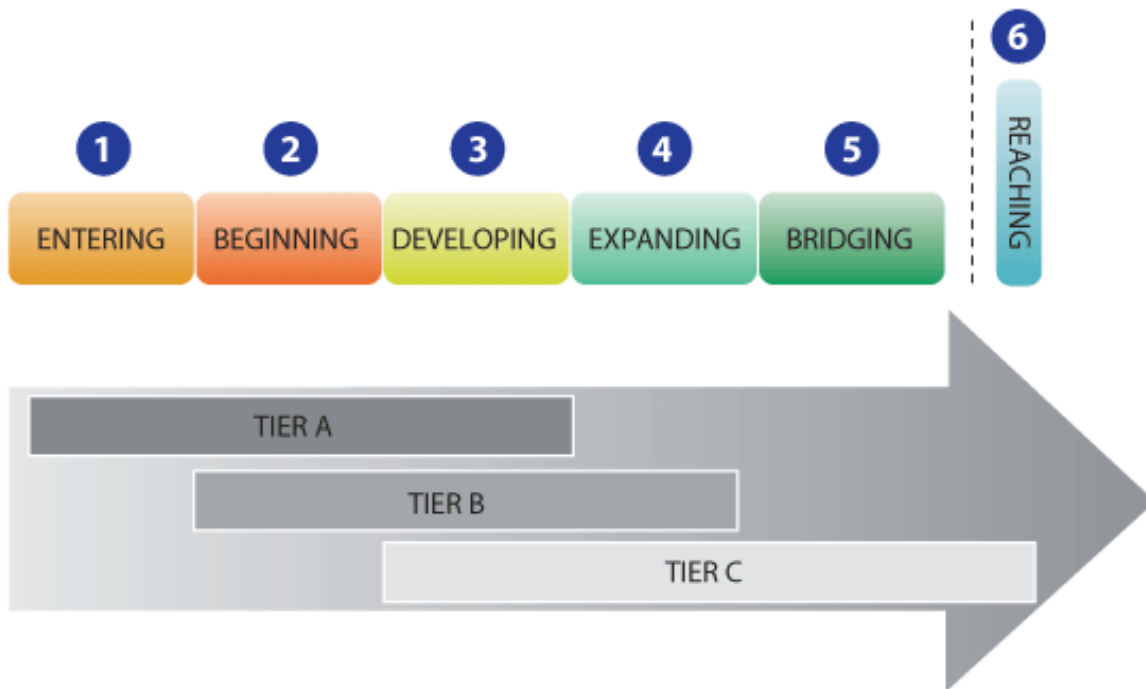 6
REACHING
1 2 3 4 5
ENTERING BEGINNING DEVELOPING EXPANDING BRIDGING
TIER A
TIER B
TIER C